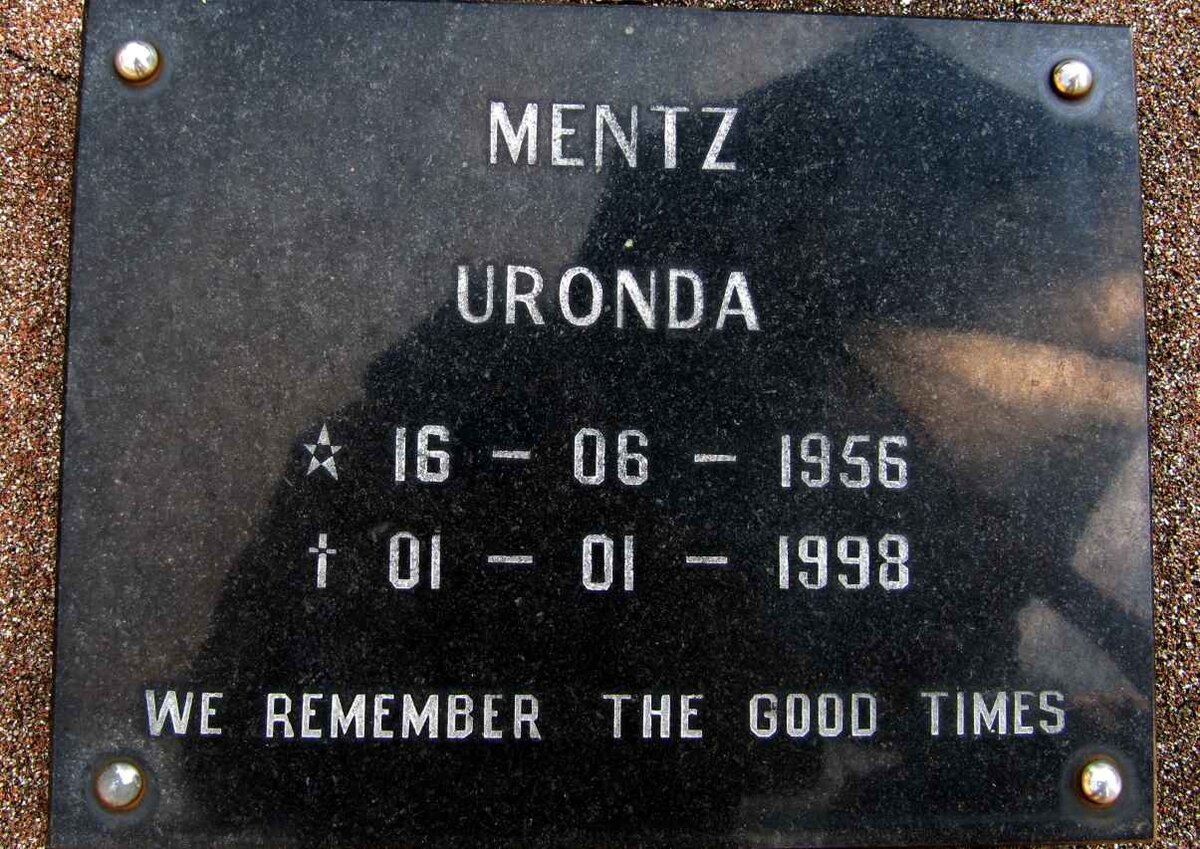 MENTZ
URONDA
☆ 16 – 06 – 1956
† 01 – 01 – 1998
WE REMEMBER THE GOOD TIMES